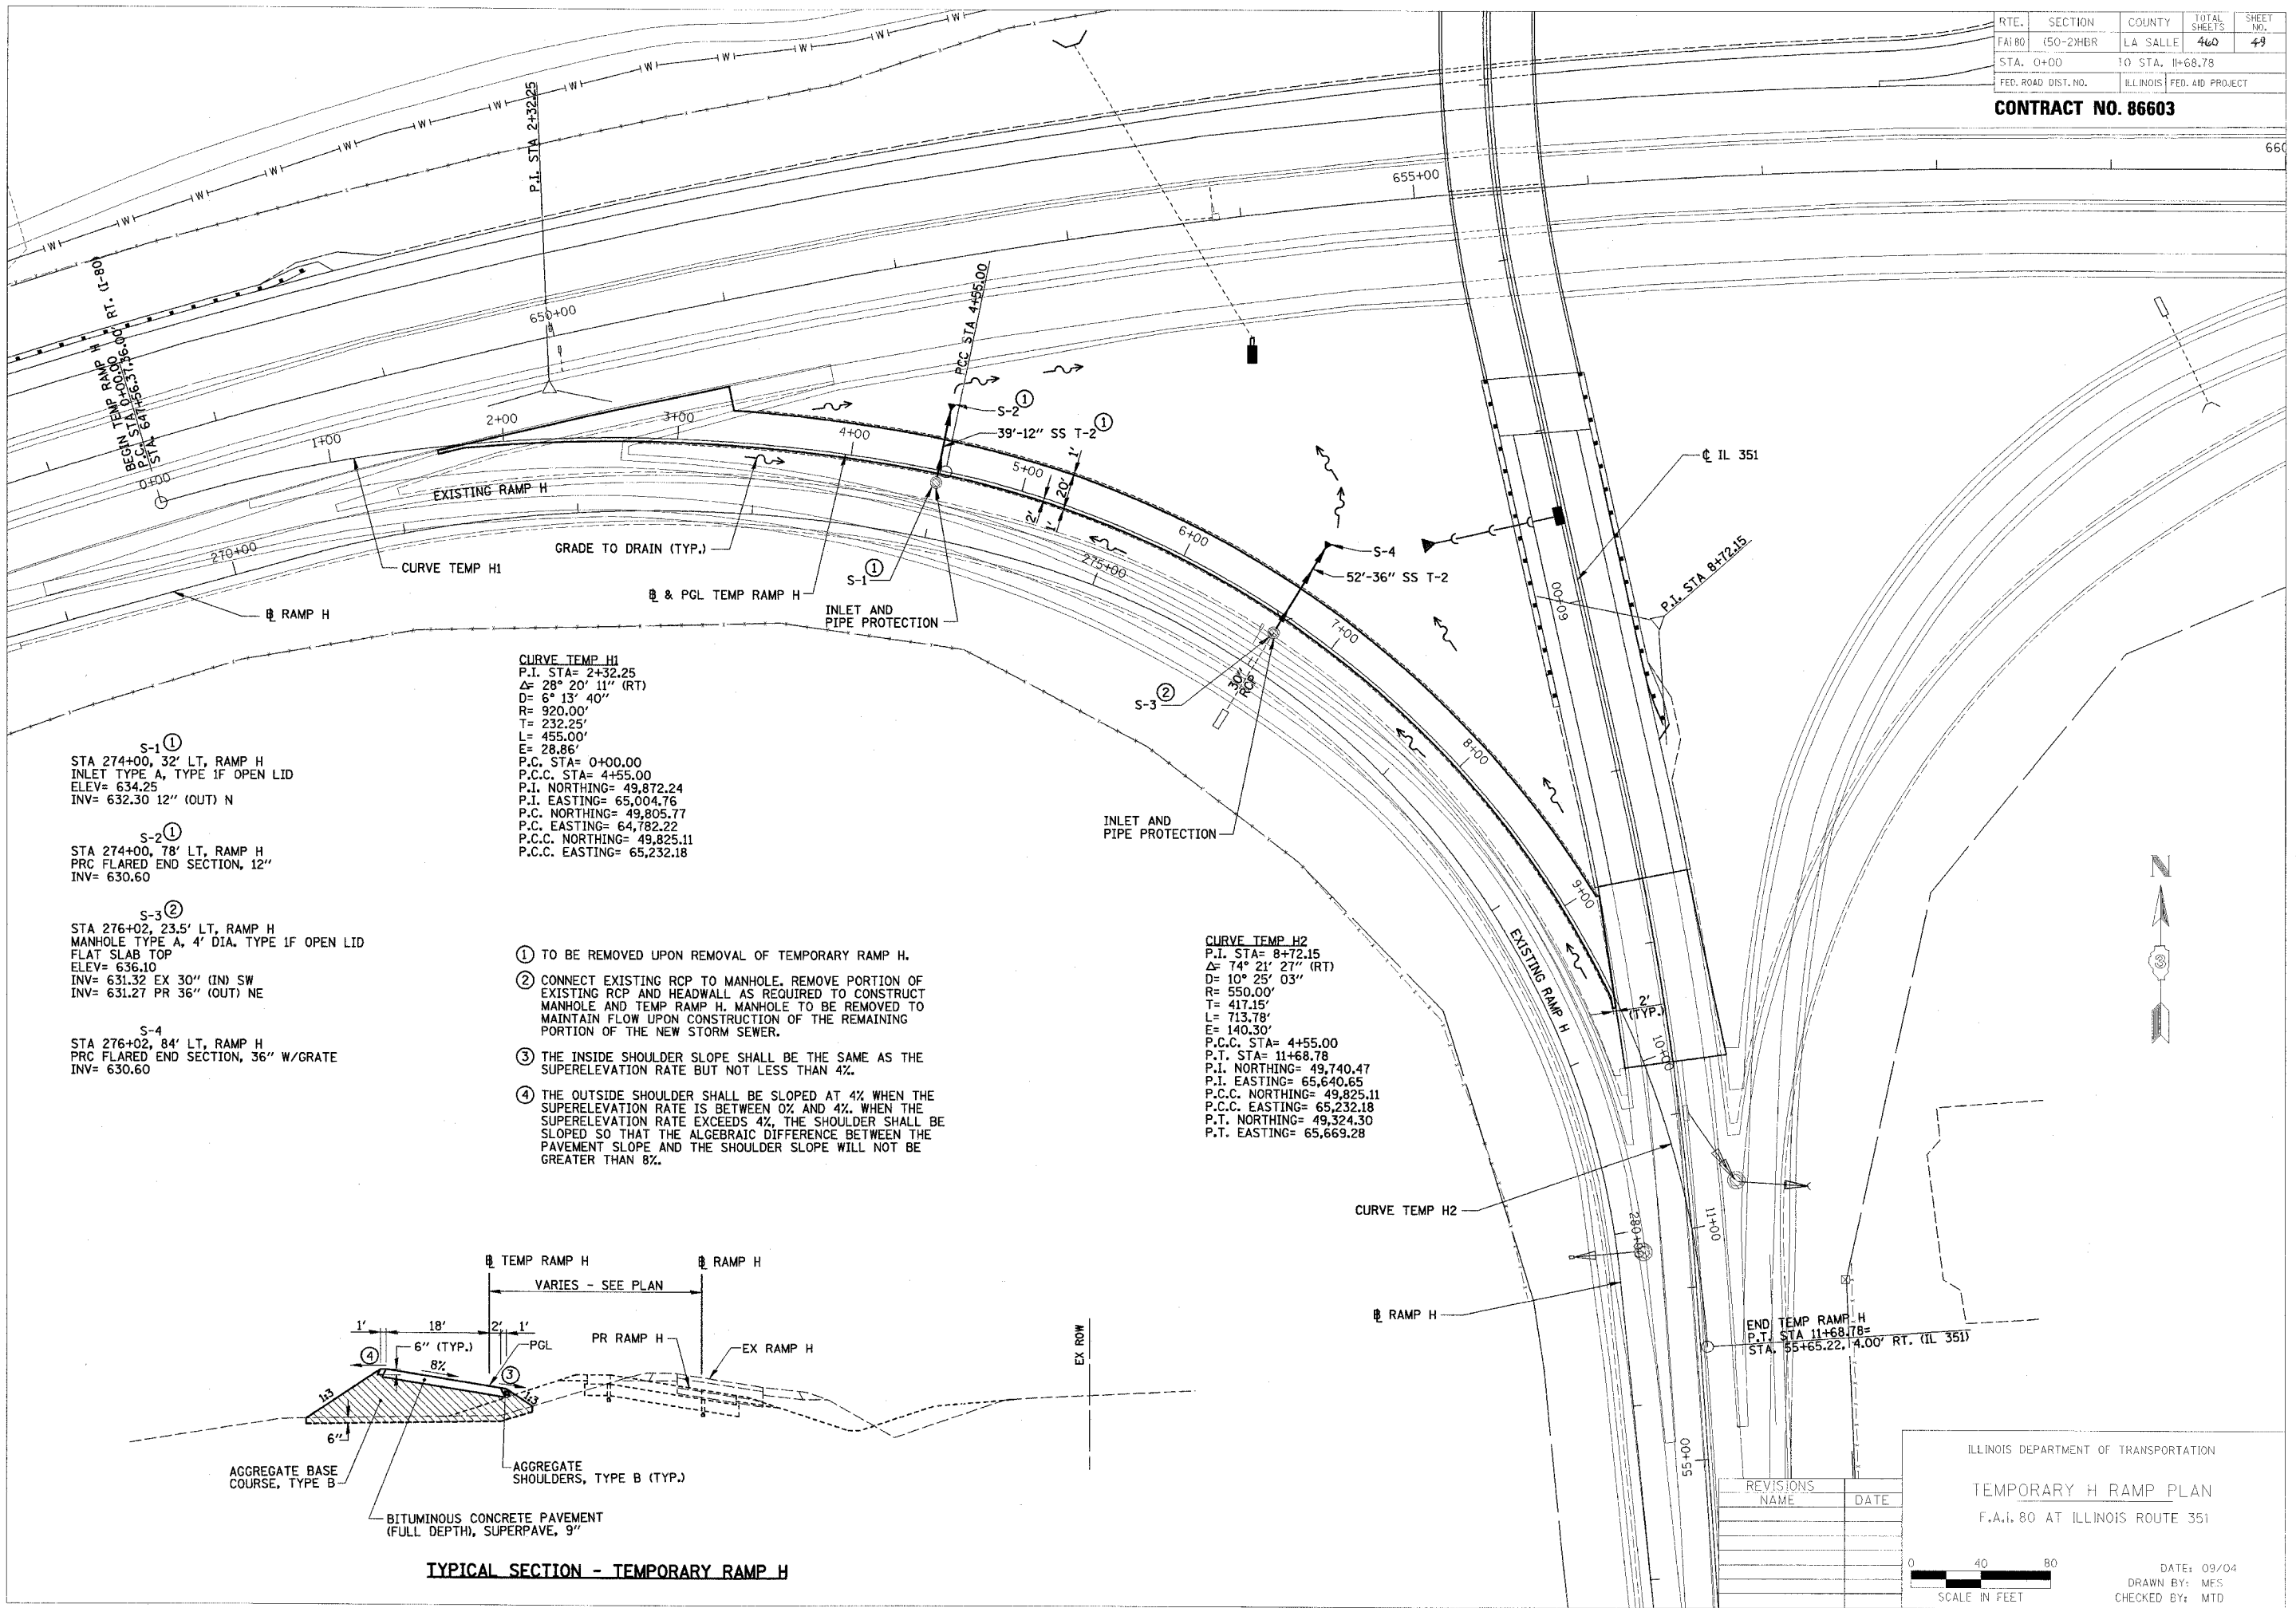 RTE. SECTION COUNTY TOTAL SHEETS SHEET NO.
FAI 80 (50-2)HBR LA SALLE 460 49
STA. 0+00 TO STA. 11+68.78
FED. ROAD DIST. NO. ILLINOIS FED. AID PROJECT
CONTRACT NO. 86603
P.I. STA 2+32.25
655+00
660
650+00
BEGIN TEMP RAMP H
P.C. STA 0+00.00
STA. 647+56.37, 36.00' RT. (I-80)
PCC STA 4+55.00
0+00
1+00
2+00
3+00
4+00
5+00
6+00
7+00
8+00
9+00
10+00
11+00
S-2 ①
39'-12" SS T-2 ①
1'
20'
2'
1'
EXISTING RAMP H
270+00
275+00
280+00
GRADE TO DRAIN (TYP.)
CURVE TEMP H1
℄ RAMP H
S-1 ①
℄ & PGL TEMP RAMP H
INLET AND
PIPE PROTECTION
S-4
52'-36" SS T-2
30" RCP
S-3 ②
INLET AND
PIPE PROTECTION
℄ IL 351
60+00
P.I. STA 8+72.15
CURVE TEMP H1
P.I. STA= 2+32.25
Δ= 28° 20' 11" (RT)
D= 6° 13' 40"
R= 920.00'
T= 232.25'
L= 455.00'
E= 28.86'
P.C. STA= 0+00.00
P.C.C. STA= 4+55.00
P.I. NORTHING= 49,872.24
P.I. EASTING= 65,004.76
P.C. NORTHING= 49,805.77
P.C. EASTING= 64,782.22
P.C.C. NORTHING= 49,825.11
P.C.C. EASTING= 65,232.18
S-1 ①
STA 274+00, 32' LT, RAMP H
INLET TYPE A, TYPE 1F OPEN LID
ELEV= 634.25
INV= 632.30 12" (OUT) N
S-2 ①
STA 274+00, 78' LT, RAMP H
PRC FLARED END SECTION, 12"
INV= 630.60
S-3 ②
STA 276+02, 23.5' LT, RAMP H
MANHOLE TYPE A, 4' DIA. TYPE 1F OPEN LID
FLAT SLAB TOP
ELEV= 636.10
INV= 631.32 EX 30" (IN) SW
INV= 631.27 PR 36" (OUT) NE
S-4
STA 276+02, 84' LT, RAMP H
PRC FLARED END SECTION, 36" W/GRATE
INV= 630.60
① TO BE REMOVED UPON REMOVAL OF TEMPORARY RAMP H.
② CONNECT EXISTING RCP TO MANHOLE. REMOVE PORTION OF
EXISTING RCP AND HEADWALL AS REQUIRED TO CONSTRUCT
MANHOLE AND TEMP RAMP H. MANHOLE TO BE REMOVED TO
MAINTAIN FLOW UPON CONSTRUCTION OF THE REMAINING
PORTION OF THE NEW STORM SEWER.
③ THE INSIDE SHOULDER SLOPE SHALL BE THE SAME AS THE
SUPERELEVATION RATE BUT NOT LESS THAN 4%.
④ THE OUTSIDE SHOULDER SHALL BE SLOPED AT 4% WHEN THE
SUPERELEVATION RATE IS BETWEEN 0% AND 4%. WHEN THE
SUPERELEVATION RATE EXCEEDS 4%, THE SHOULDER SHALL BE
SLOPED SO THAT THE ALGEBRAIC DIFFERENCE BETWEEN THE
PAVEMENT SLOPE AND THE SHOULDER SLOPE WILL NOT BE
GREATER THAN 8%.
CURVE TEMP H2
P.I. STA= 8+72.15
Δ= 74° 21' 27" (RT)
D= 10° 25' 03"
R= 550.00'
T= 417.15'
L= 713.78'
E= 140.30'
P.C.C. STA= 4+55.00
P.T. STA= 11+68.78
P.I. NORTHING= 49,740.47
P.I. EASTING= 65,640.65
P.C.C. NORTHING= 49,825.11
P.C.C. EASTING= 65,232.18
P.T. NORTHING= 49,324.30
P.T. EASTING= 65,669.28
EXISTING RAMP H
2'
(TYP.)
N
3
CURVE TEMP H2
℄ RAMP H
END TEMP RAMP H
P.T. STA 11+68.78=
STA. 55+65.22, 4.00' RT. (IL 351)
55+00
℄ TEMP RAMP H
℄ RAMP H
VARIES - SEE PLAN
1'
18'
2'
1'
6" (TYP.)
PGL
PR RAMP H
EX RAMP H
EX ROW
④
8%
③
1:3
1:3
6"
AGGREGATE BASE
COURSE, TYPE B
AGGREGATE
SHOULDERS, TYPE B (TYP.)
BITUMINOUS CONCRETE PAVEMENT
(FULL DEPTH), SUPERPAVE, 9"
TYPICAL SECTION - TEMPORARY RAMP H
REVISIONS
NAME DATE
ILLINOIS DEPARTMENT OF TRANSPORTATION
TEMPORARY H RAMP PLAN
F.A.I. 80 AT ILLINOIS ROUTE 351
0 40 80
SCALE IN FEET
DATE: 09/04
DRAWN BY: MES
CHECKED BY: MTD